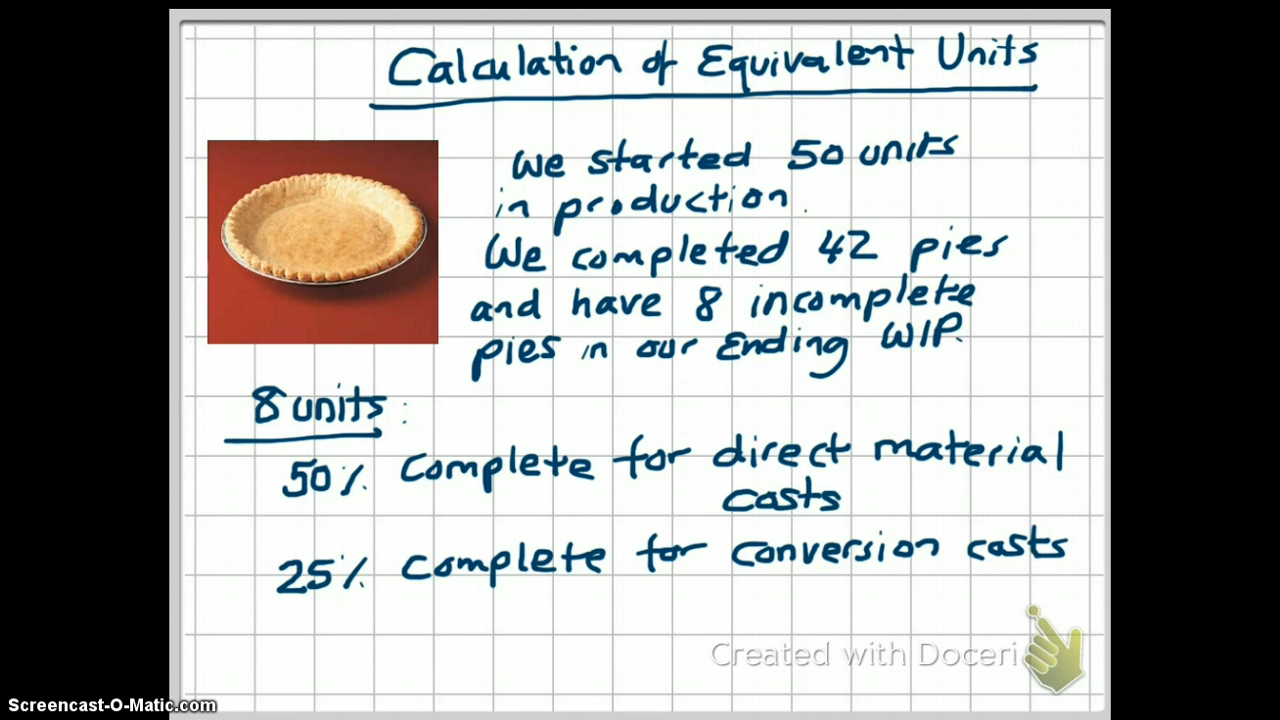 Calculation of Equivalent Units
We started 50 units
in production.
We completed 42 pies
and have 8 incomplete
pies in our Ending WIP.
8 units:
50% complete for direct material
costs
25% complete for conversion costs
Created with Doceri
Screencast-O-Matic.com